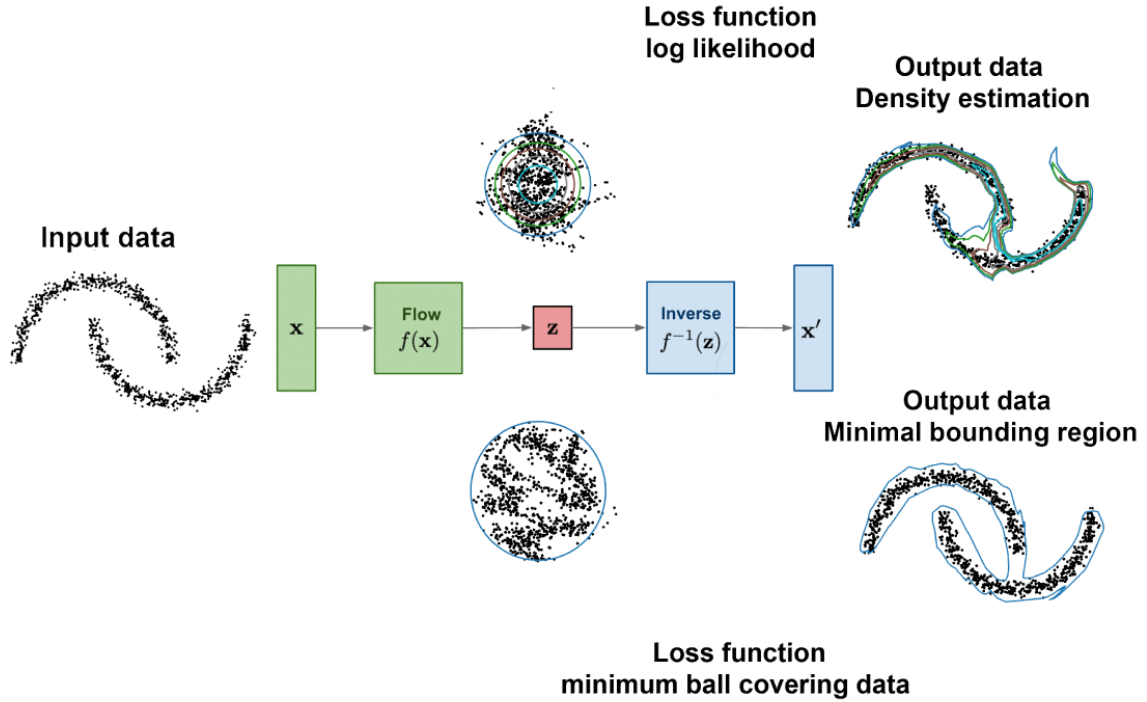 Loss function
log likelihood
Output data
Density estimation
Input data
x
Flow
f(x)
z
Inverse
f⁻¹(z)
x′
Output data
Minimal bounding region
Loss function
minimum ball covering data